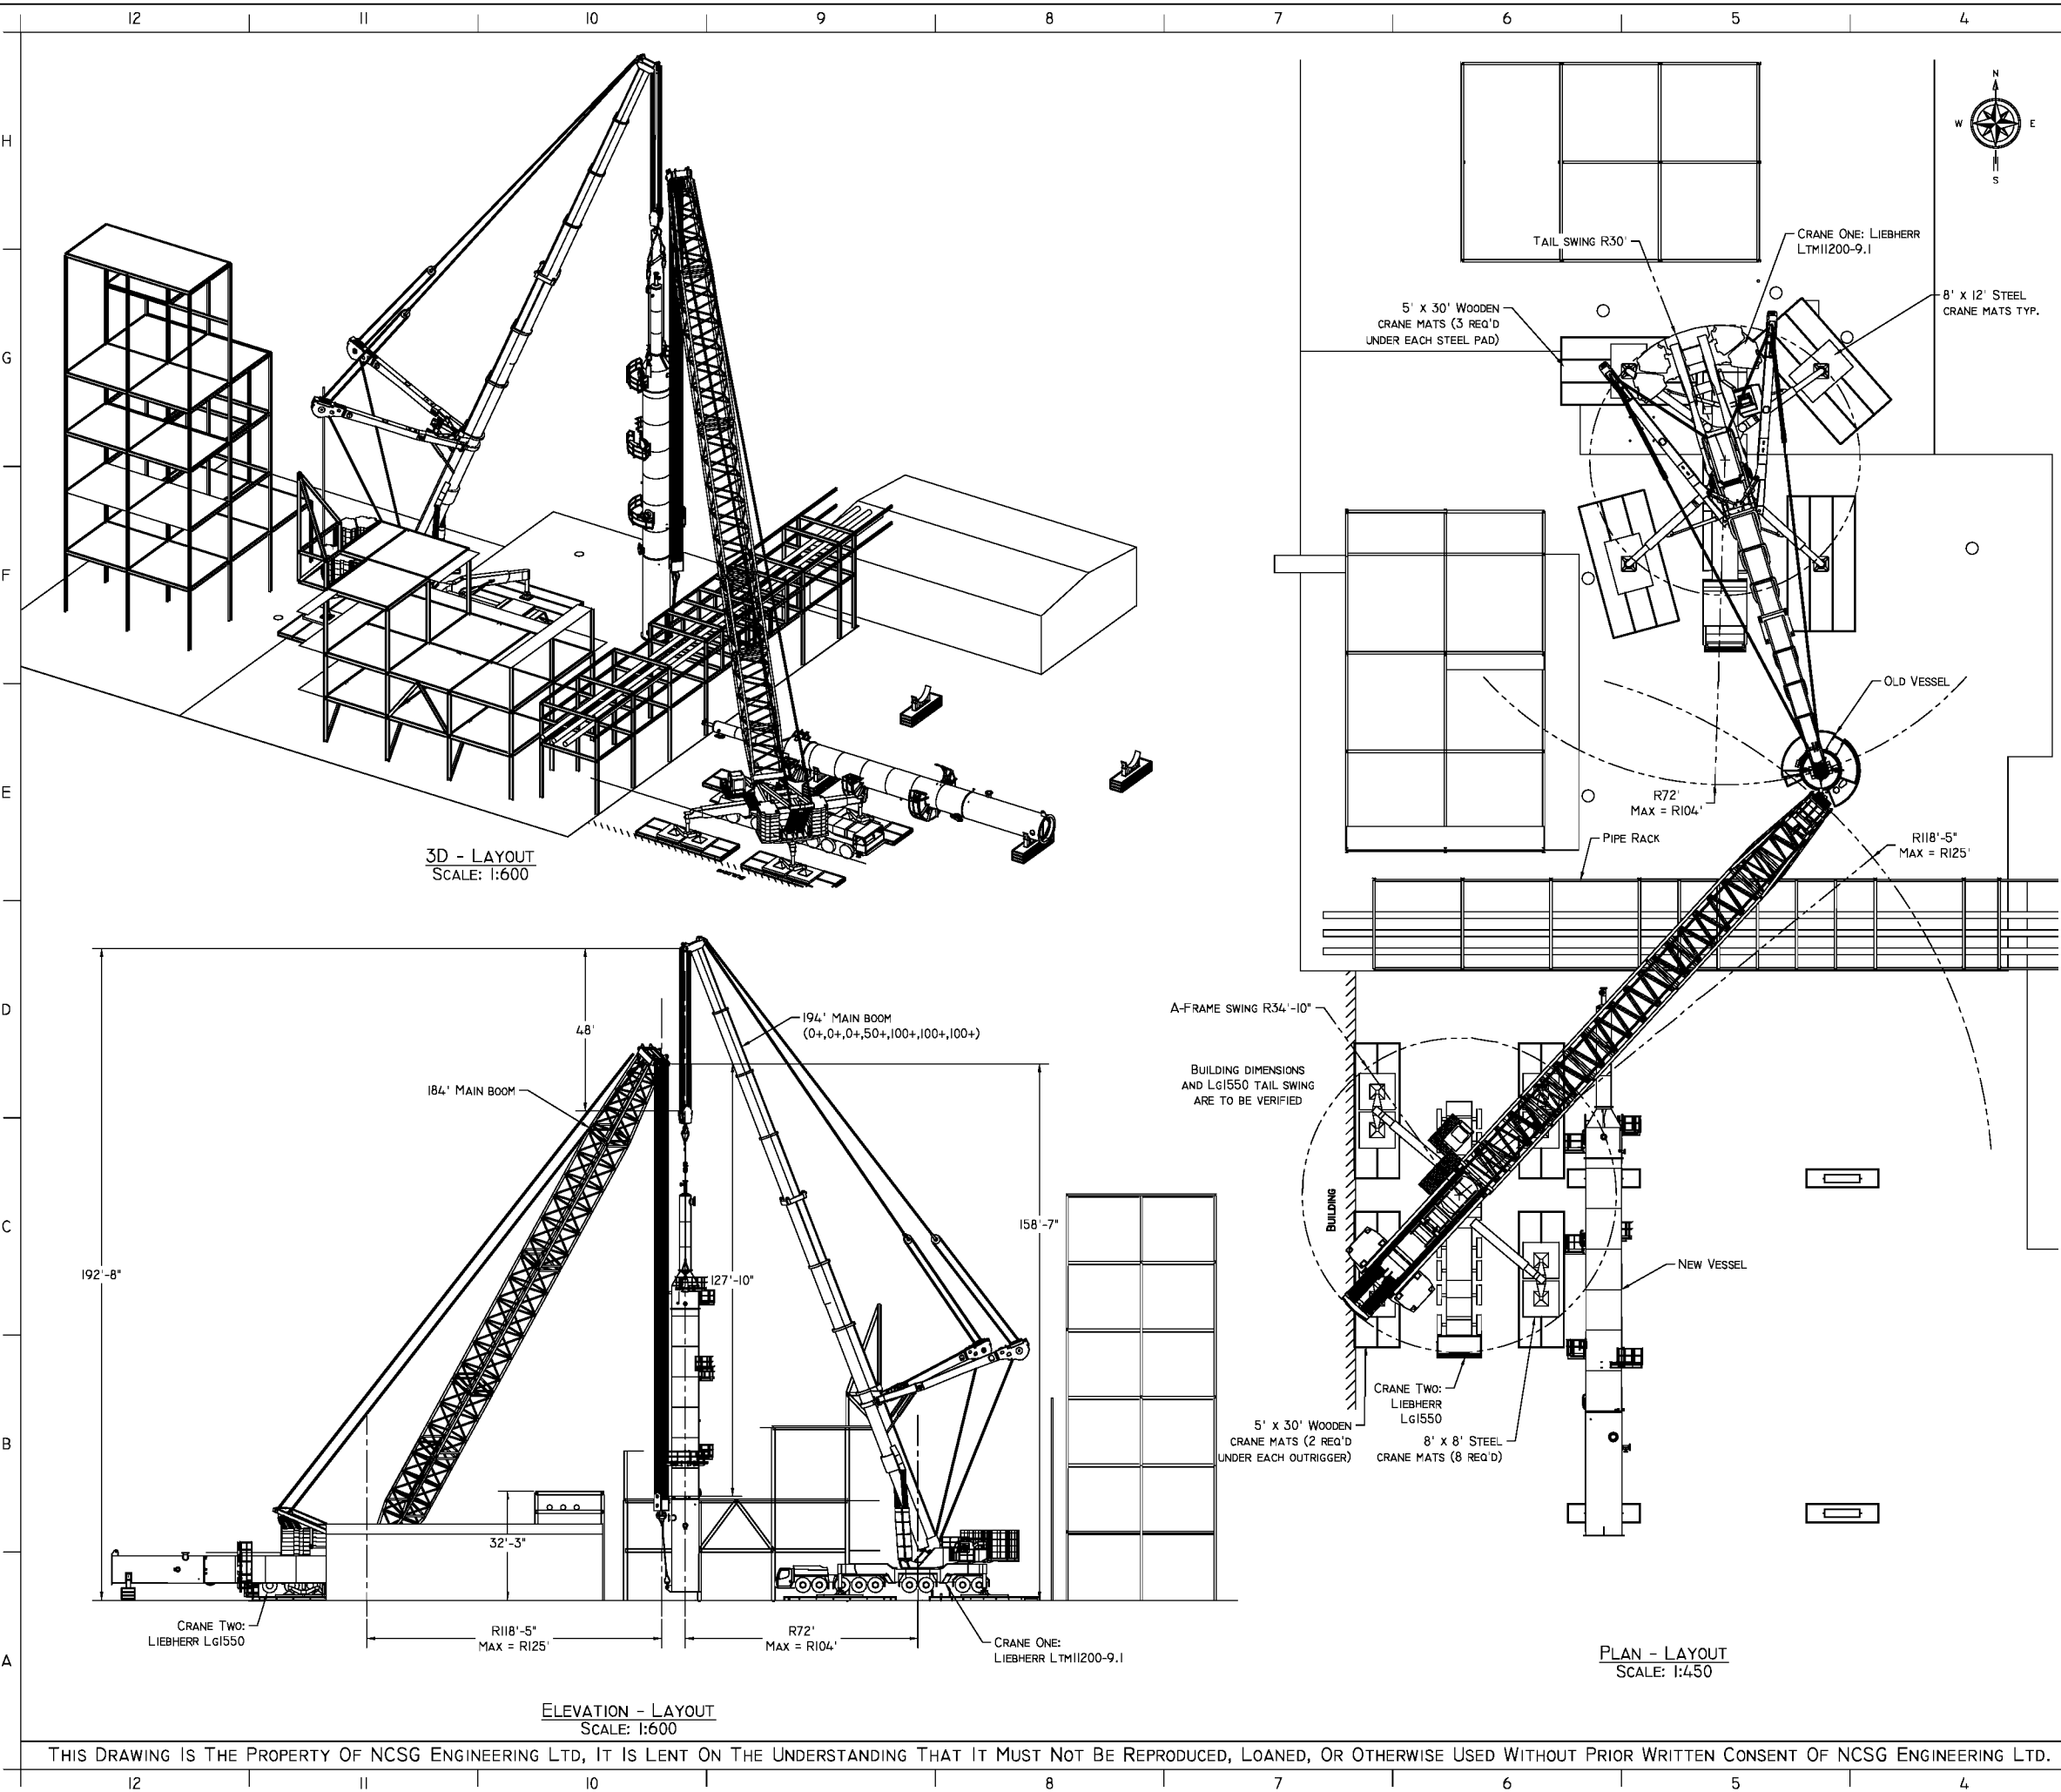 12 11 10 9 8 7 6 5 4
H
G
F
E
D
C
B
A
3D - LAYOUT
SCALE: 1:600
N
W E
S
TAIL SWING R30'
CRANE ONE: LIEBHERR
LTM11200-9.1
5' X 30' WOODEN
CRANE MATS (3 REQ'D
UNDER EACH STEEL PAD)
8' X 12' STEEL
CRANE MATS TYP.
OLD VESSEL
R72'
MAX = R104'
PIPE RACK
R118'-5"
MAX = R125'
A-FRAME SWING R34'-10"
BUILDING DIMENSIONS
AND LG1550 TAIL SWING
ARE TO BE VERIFIED
BUILDING
NEW VESSEL
CRANE TWO:
LIEBHERR
LG1550
5' X 30' WOODEN
CRANE MATS (2 REQ'D
UNDER EACH OUTRIGGER)
8' X 8' STEEL
CRANE MATS (8 REQ'D)
PLAN - LAYOUT
SCALE: 1:450
48'
194' MAIN BOOM
(0+,0+,0+,50+,100+,100+,100+)
184' MAIN BOOM
192'-8"
127'-10"
158'-7"
32'-3"
CRANE TWO:
LIEBHERR LG1550
R118'-5"
MAX = R125'
R72'
MAX = R104'
CRANE ONE:
LIEBHERR LTM11200-9.1
ELEVATION - LAYOUT
SCALE: 1:600
THIS DRAWING IS THE PROPERTY OF NCSG ENGINEERING LTD, IT IS LENT ON THE UNDERSTANDING THAT IT MUST NOT BE REPRODUCED, LOANED, OR OTHERWISE USED WITHOUT PRIOR WRITTEN CONSENT OF NCSG ENGINEERING LTD.
12 11 10 9 8 7 6 5 4